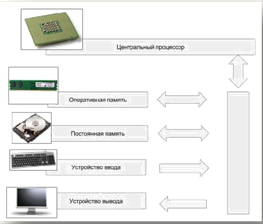 Центральный процессор
Оперативная память
Постоянная память
Устройство ввода
Устройство вывода